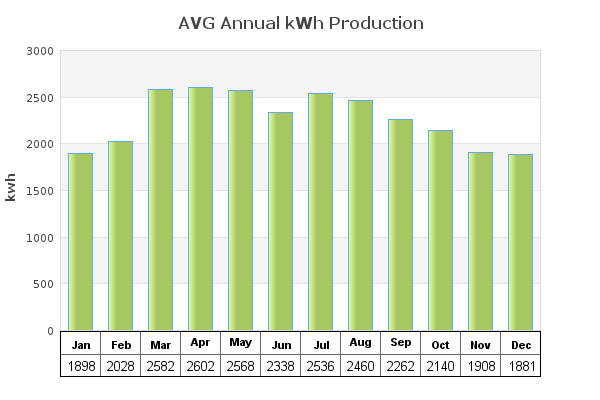 AVG Annual kWh Production
3000
2500
2000
1500
1000
500
0
kwh
Jan Feb Mar Apr May Jun Jul Aug Sep Oct Nov Dec
1898 2028 2582 2602 2568 2338 2536 2460 2262 2140 1908 1881